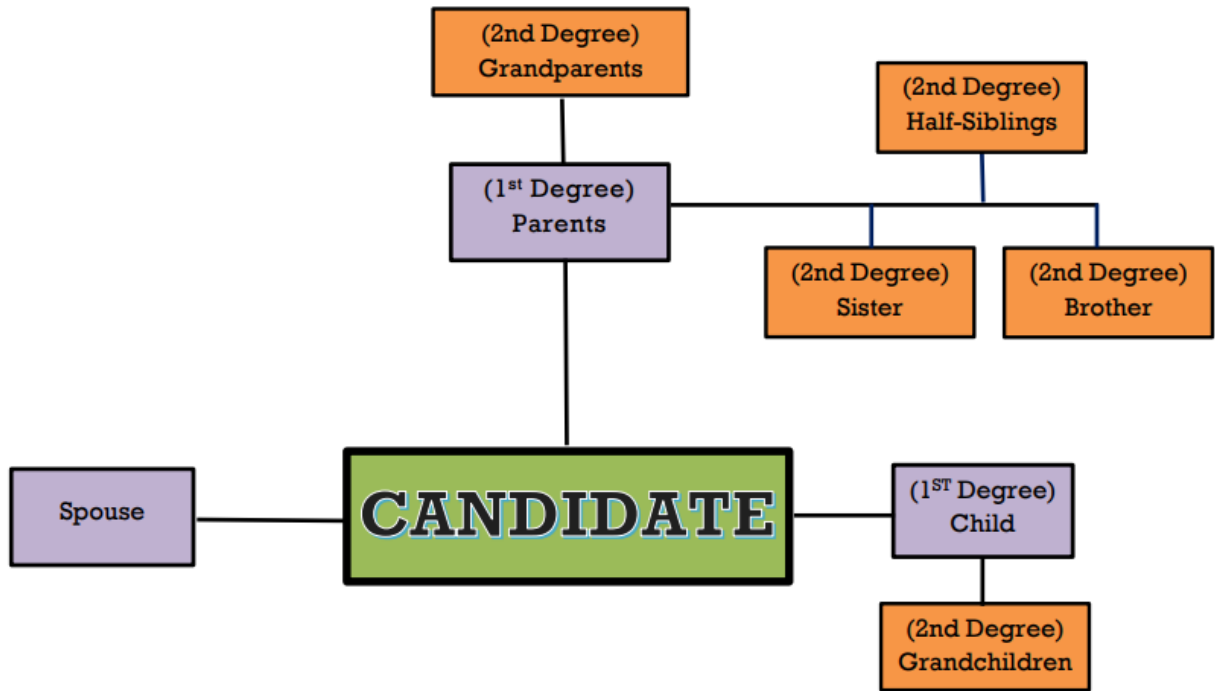 (2nd Degree)
Grandparents
(2nd Degree)
Half-Siblings
(1st Degree)
Parents
(2nd Degree)
Sister
(2nd Degree)
Brother
Spouse
CANDIDATE
(1ST Degree)
Child
(2nd Degree)
Grandchildren